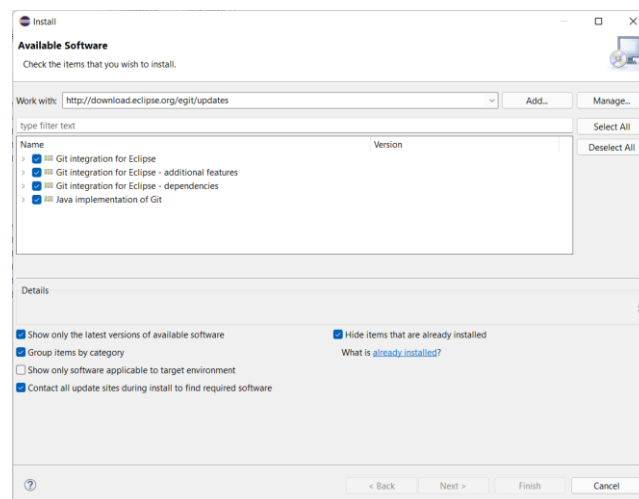 Install
Available Software
Check the items that you wish to install.
Work with: http://download.eclipse.org/egit/updates Add... Manage...
type filter text Select All
Name Version Deselect All
Git integration for Eclipse
Git integration for Eclipse - additional features
Git integration for Eclipse - dependencies
Java implementation of Git
Details
Show only the latest versions of available software Hide items that are already installed
Group items by category What is already installed?
Show only software applicable to target environment
Contact all update sites during install to find required software
? < Back Next > Finish Cancel